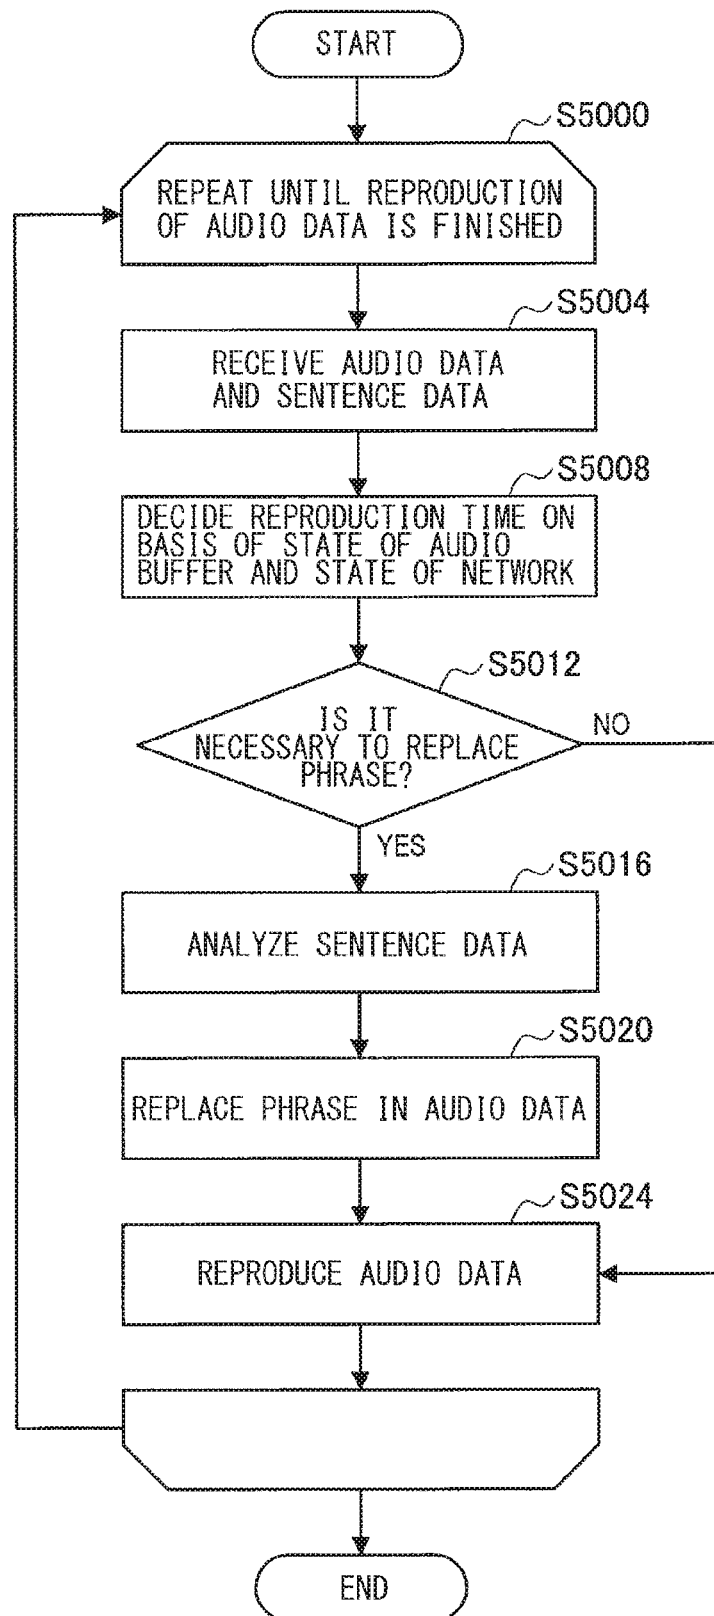 START
S5000
REPEAT UNTIL REPRODUCTION
OF AUDIO DATA IS FINISHED
S5004
RECEIVE AUDIO DATA
AND SENTENCE DATA
S5008
DECIDE REPRODUCTION TIME ON
BASIS OF STATE OF AUDIO
BUFFER AND STATE OF NETWORK
S5012
IS IT
NECESSARY TO REPLACE
PHRASE?
NO
YES
S5016
ANALYZE SENTENCE DATA
S5020
REPLACE PHRASE IN AUDIO DATA
S5024
REPRODUCE AUDIO DATA
END